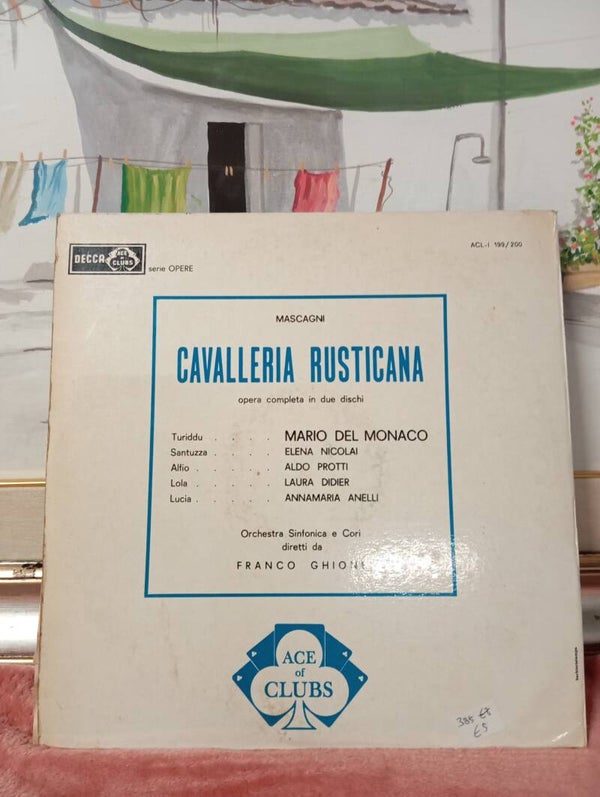 ACL-I 199/200
DECCA ACE of CLUBS serie OPERE
MASCAGNI
CAVALLERIA RUSTICANA
opera completa in due dischi
Turiddu . . . . MARIO DEL MONACO
Santuzza . . . . ELENA NICOLAI
Alfio . . . . . ALDO PROTTI
Lola . . . . . LAURA DIDIER
Lucia . . . . . ANNAMARIA ANELLI
Orchestra Sinfonica e Cori
diretti da
FRANCO GHIONE
ACE
of
CLUBS
€5